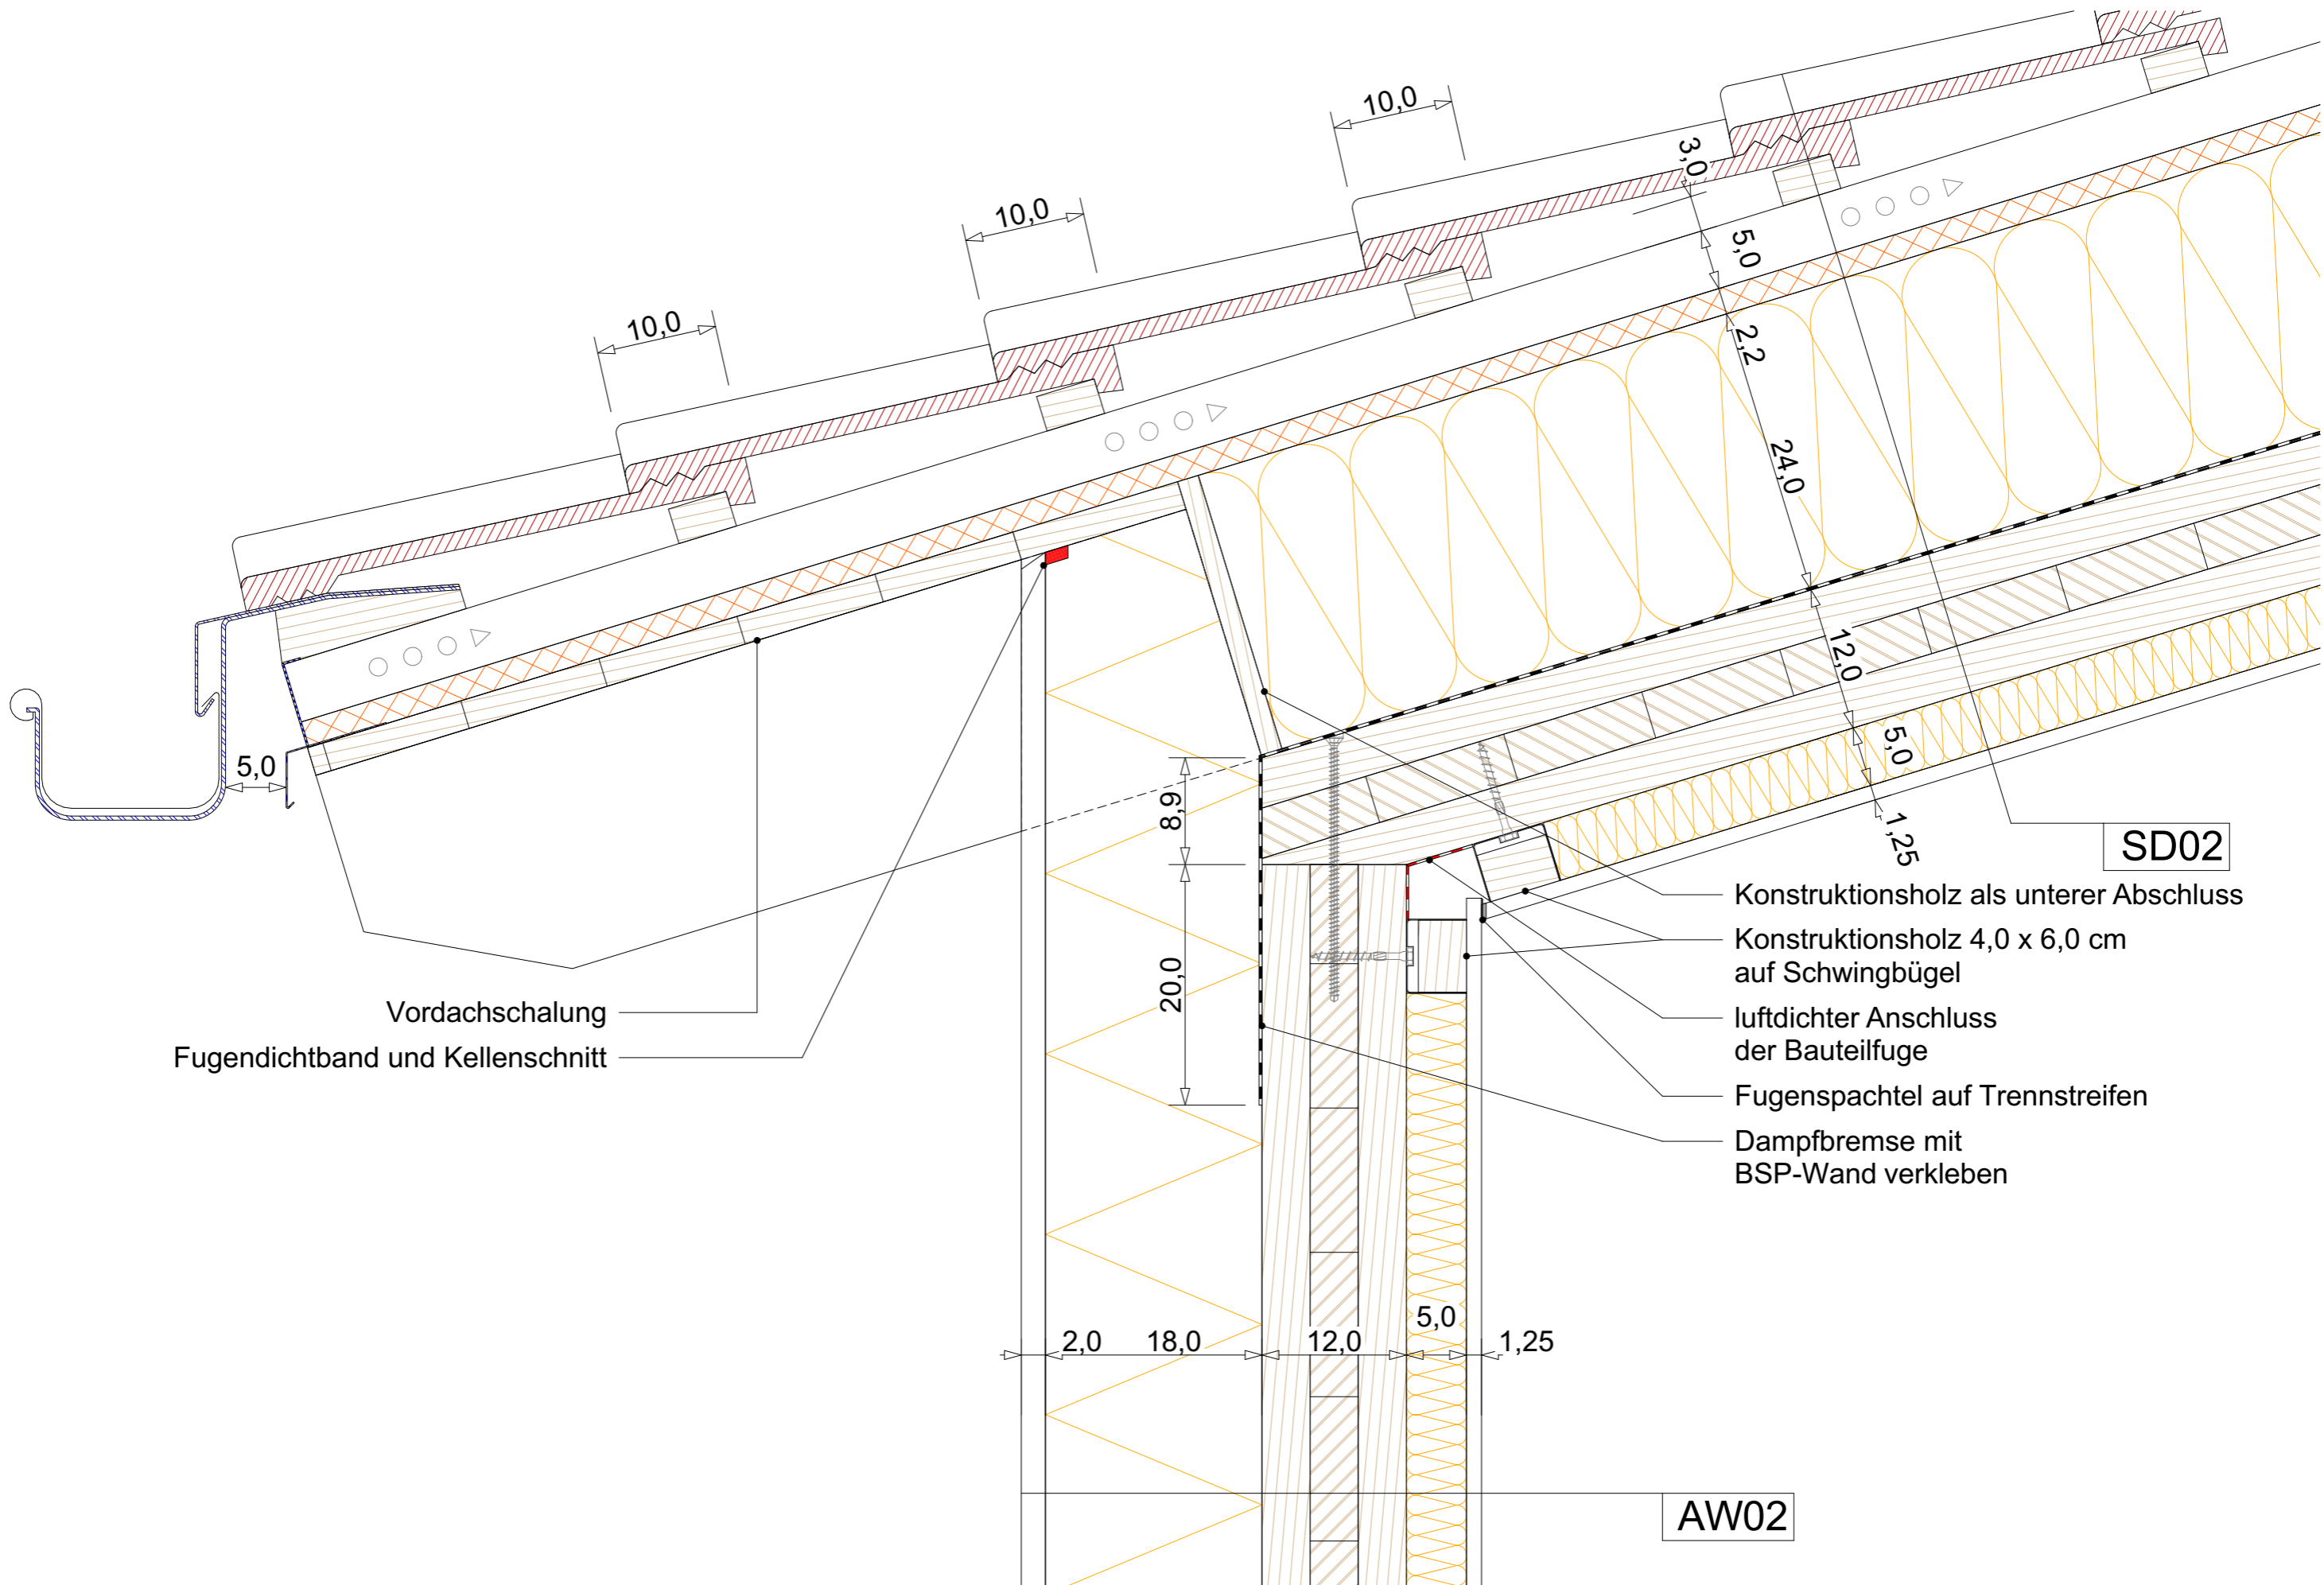 10,0
10,0
10,0
3,0
5,0
2,2
24,0
12,0
5,0
1,25
5,0
8,9
20,0
SD02
Konstruktionsholz als unterer Abschluss
Konstruktionsholz 4,0 x 6,0 cm
auf Schwingbügel
luftdichter Anschluss
der Bauteilfuge
Fugenspachtel auf Trennstreifen
Dampfbremse mit
BSP-Wand verkleben
Vordachschalung
Fugendichtband und Kellenschnitt
2,0
18,0
12,0
5,0
1,25
AW02